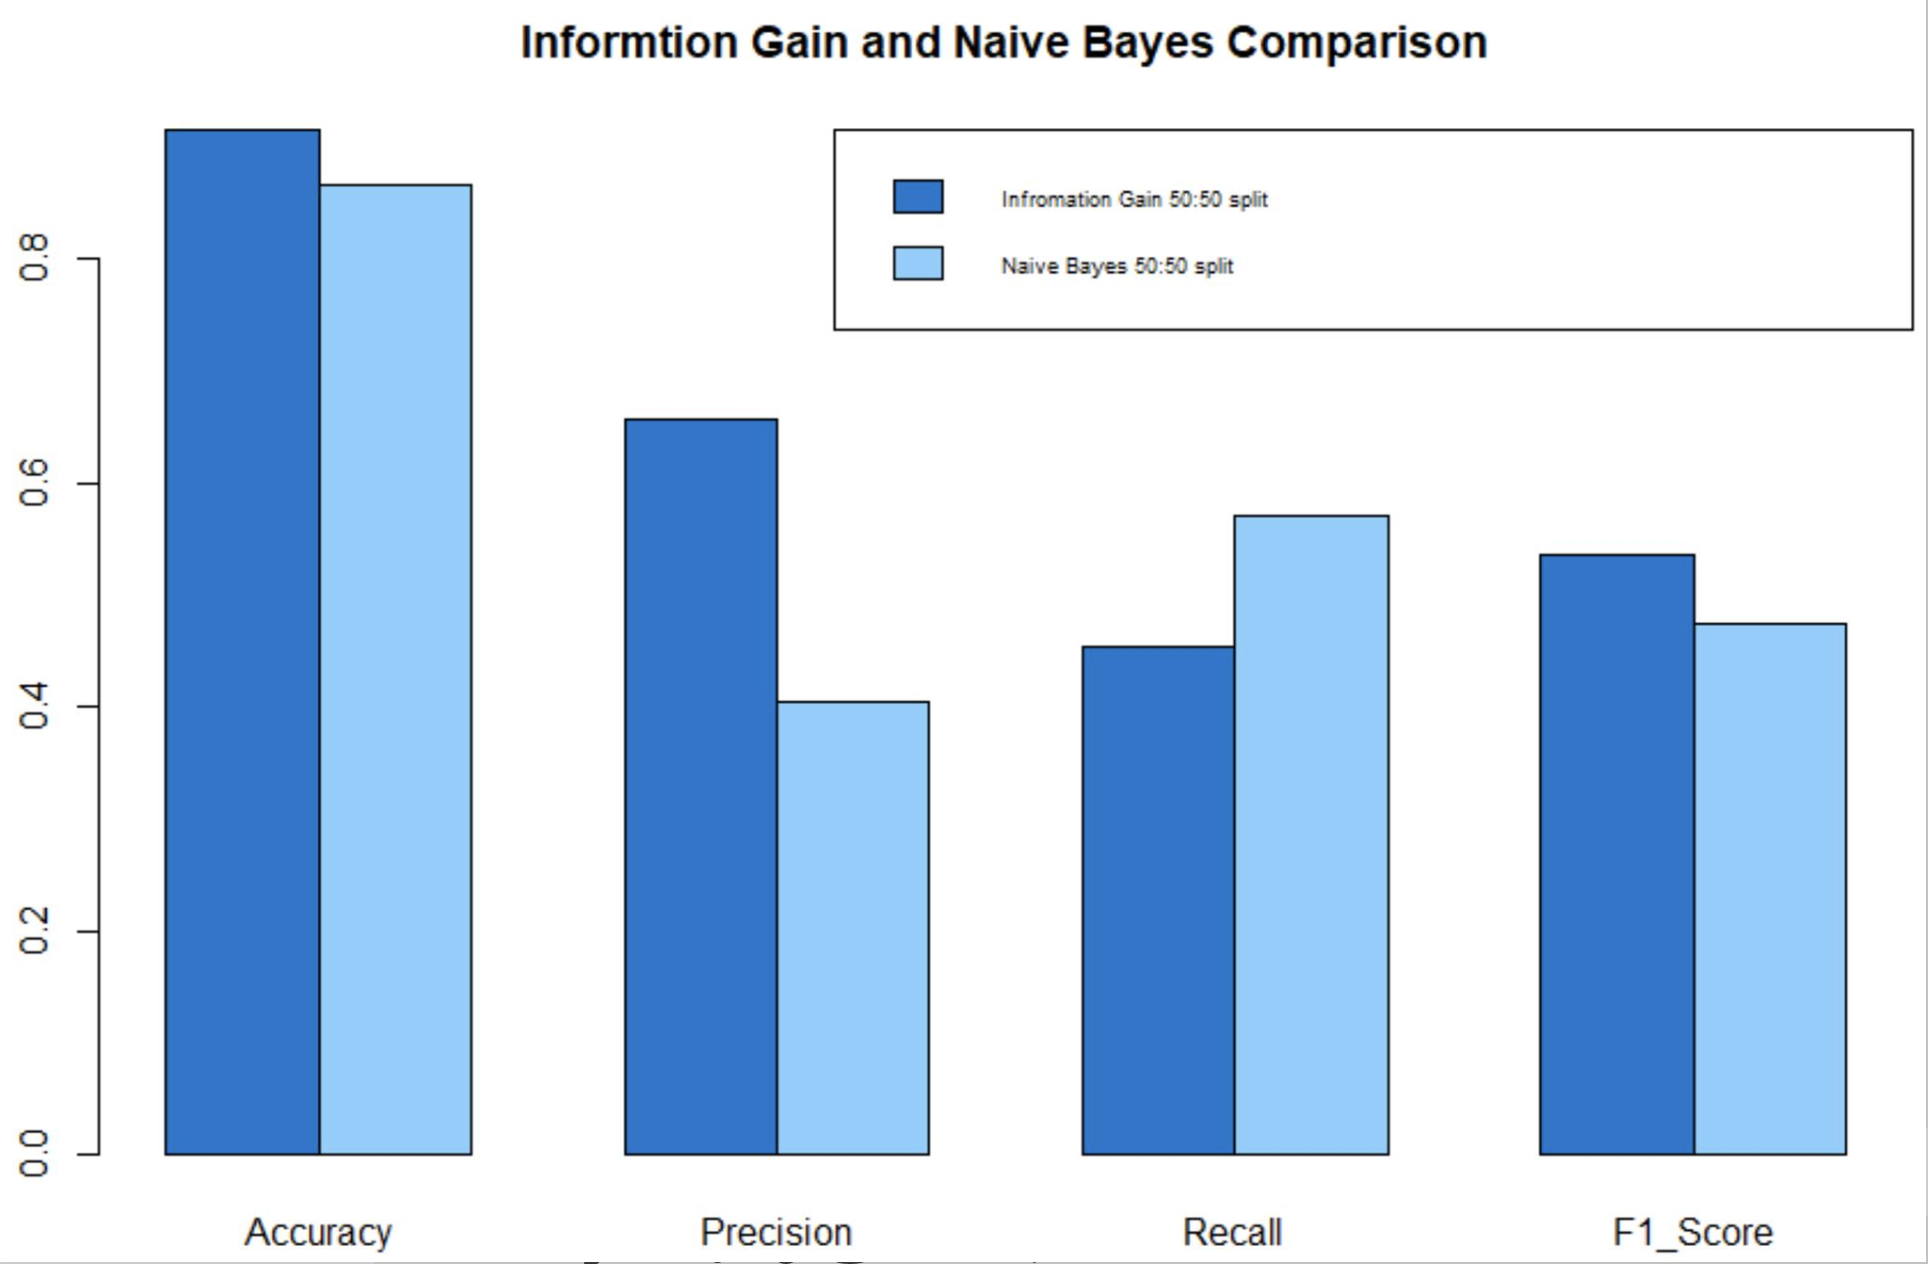 Informtion Gain and Naive Bayes Comparison
Infromation Gain 50:50 split
Naive Bayes 50:50 split
0.8
0.6
0.4
0.2
0.0
Accuracy Precision Recall F1_Score